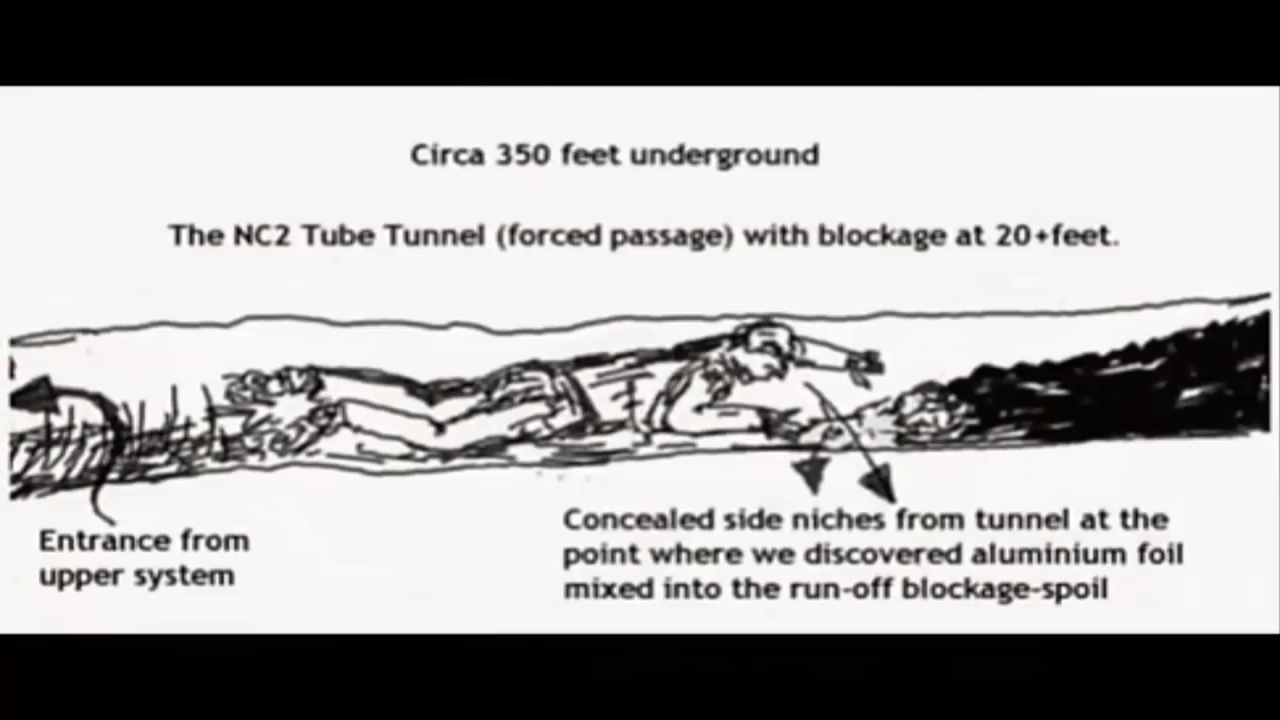 Circa 350 feet underground
The NC2 Tube Tunnel (forced passage) with blockage at 20+feet.
Entrance from
upper system
Concealed side niches from tunnel at the
point where we discovered aluminium foil
mixed into the run-off blockage-spoil